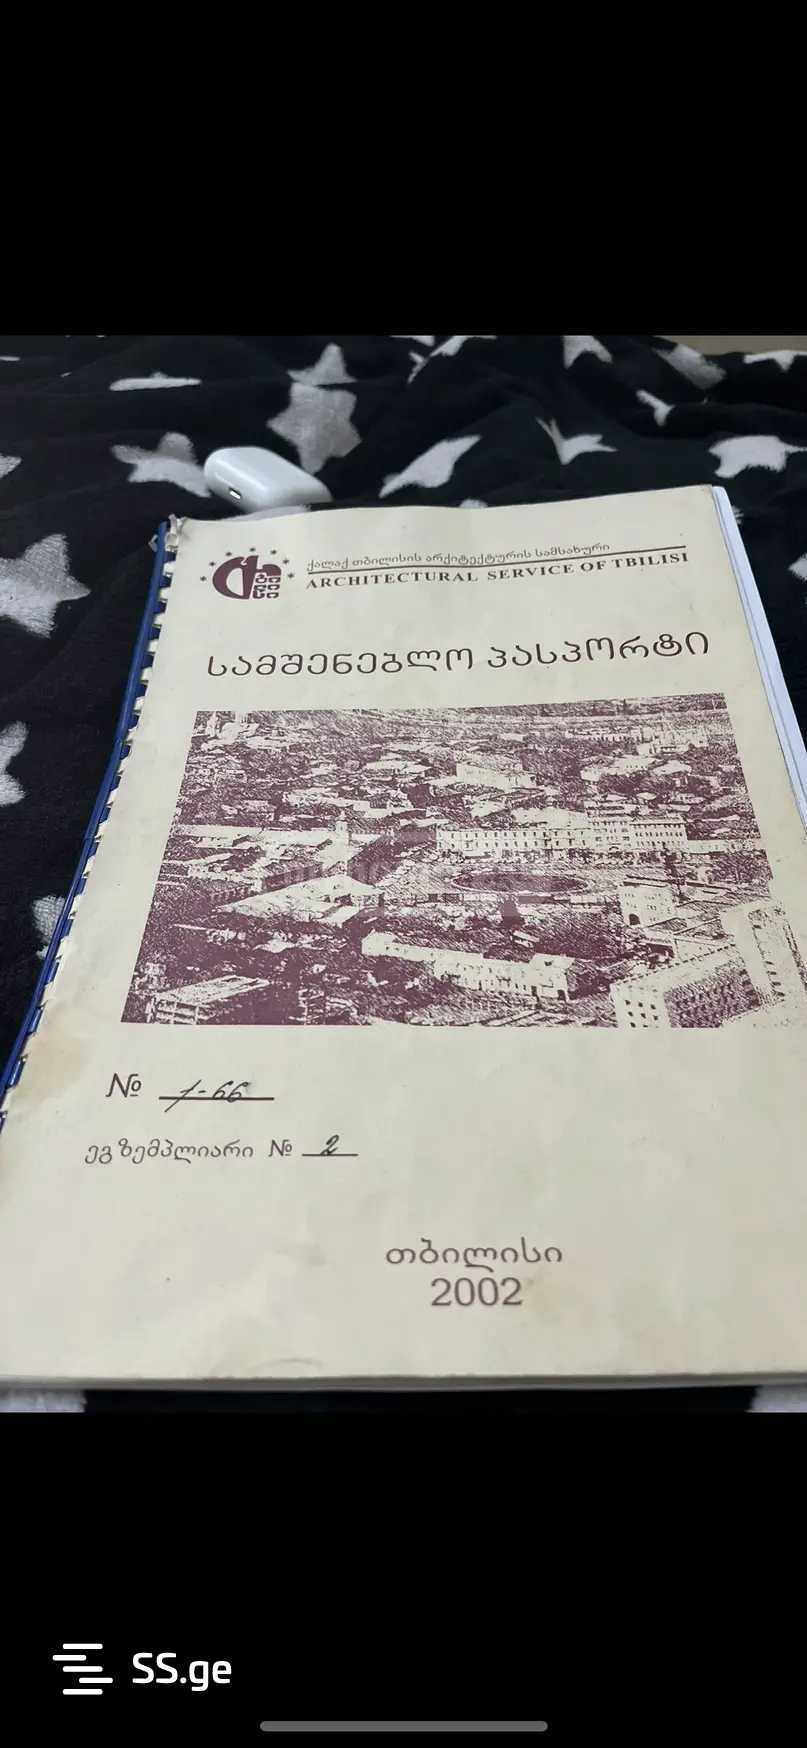 ქალაქ თბილისის არქიტექტურის სამსახური
ARCHITECTURAL SERVICE OF TBILISI
სამშენებლო პასპორტი
№ 1-66
ეგზემპლიარი № 2
თბილისი
2002
SS.ge